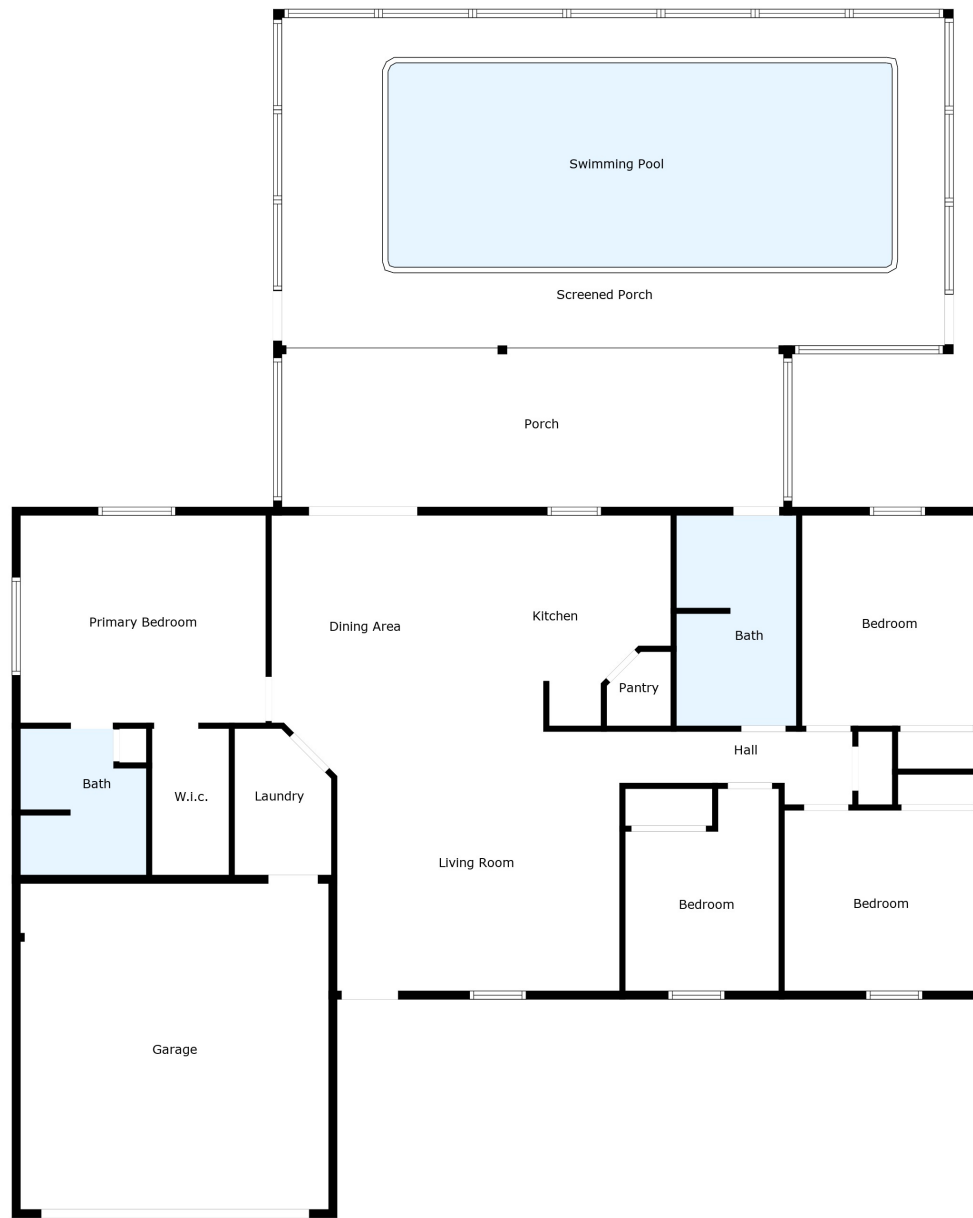 Swimming Pool
Screened Porch
Porch
Primary Bedroom
Dining Area
Kitchen
Bath
Bedroom
Pantry
Hall
Bath
W.i.c.
Laundry
Living Room
Bedroom
Bedroom
Garage